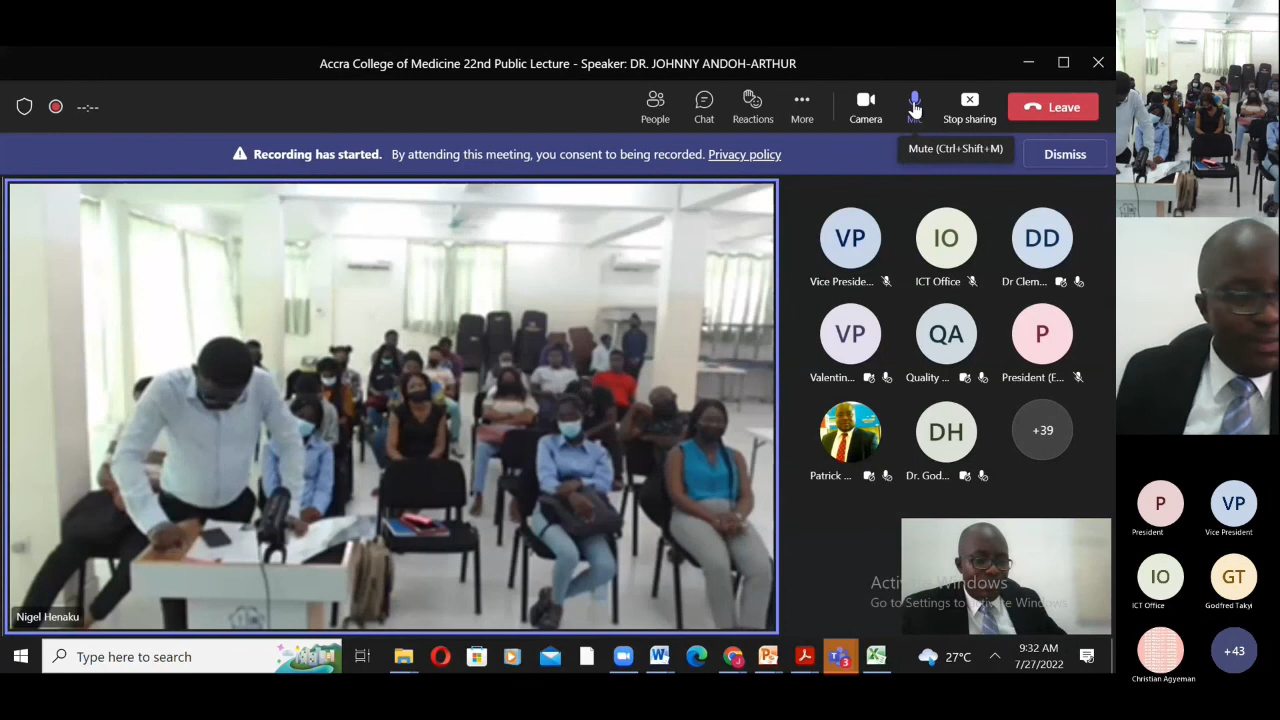 Accra College of Medicine 22nd Public Lecture - Speaker: DR. JOHNNY ANDOH-ARTHUR
--:--
People
Chat
Reactions
More
Camera
Mic
Stop sharing
Leave
Recording has started. By attending this meeting, you consent to being recorded. Privacy policy
Mute (Ctrl+Shift+M)
Dismiss
VP
IO
DD
Vice Preside...
ICT Office
Dr Clem...
VP
QA
P
Valentin...
Quality ...
President (E...
DH
+39
Patrick ...
Dr. God...
Nigel Henaku
Activate Windows
Go to Settings to activate Windows.
P
VP
President
Vice President
IO
GT
ICT Office
Godfred Takyi
+43
Christian Agyeman
Type here to search
3
27°C
9:32 AM
7/27/2022